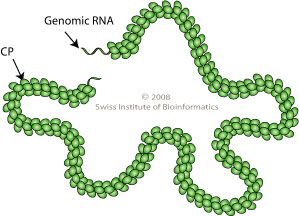 Genomic RNA
CP
© 2008
Swiss Institute of Bioinformatics